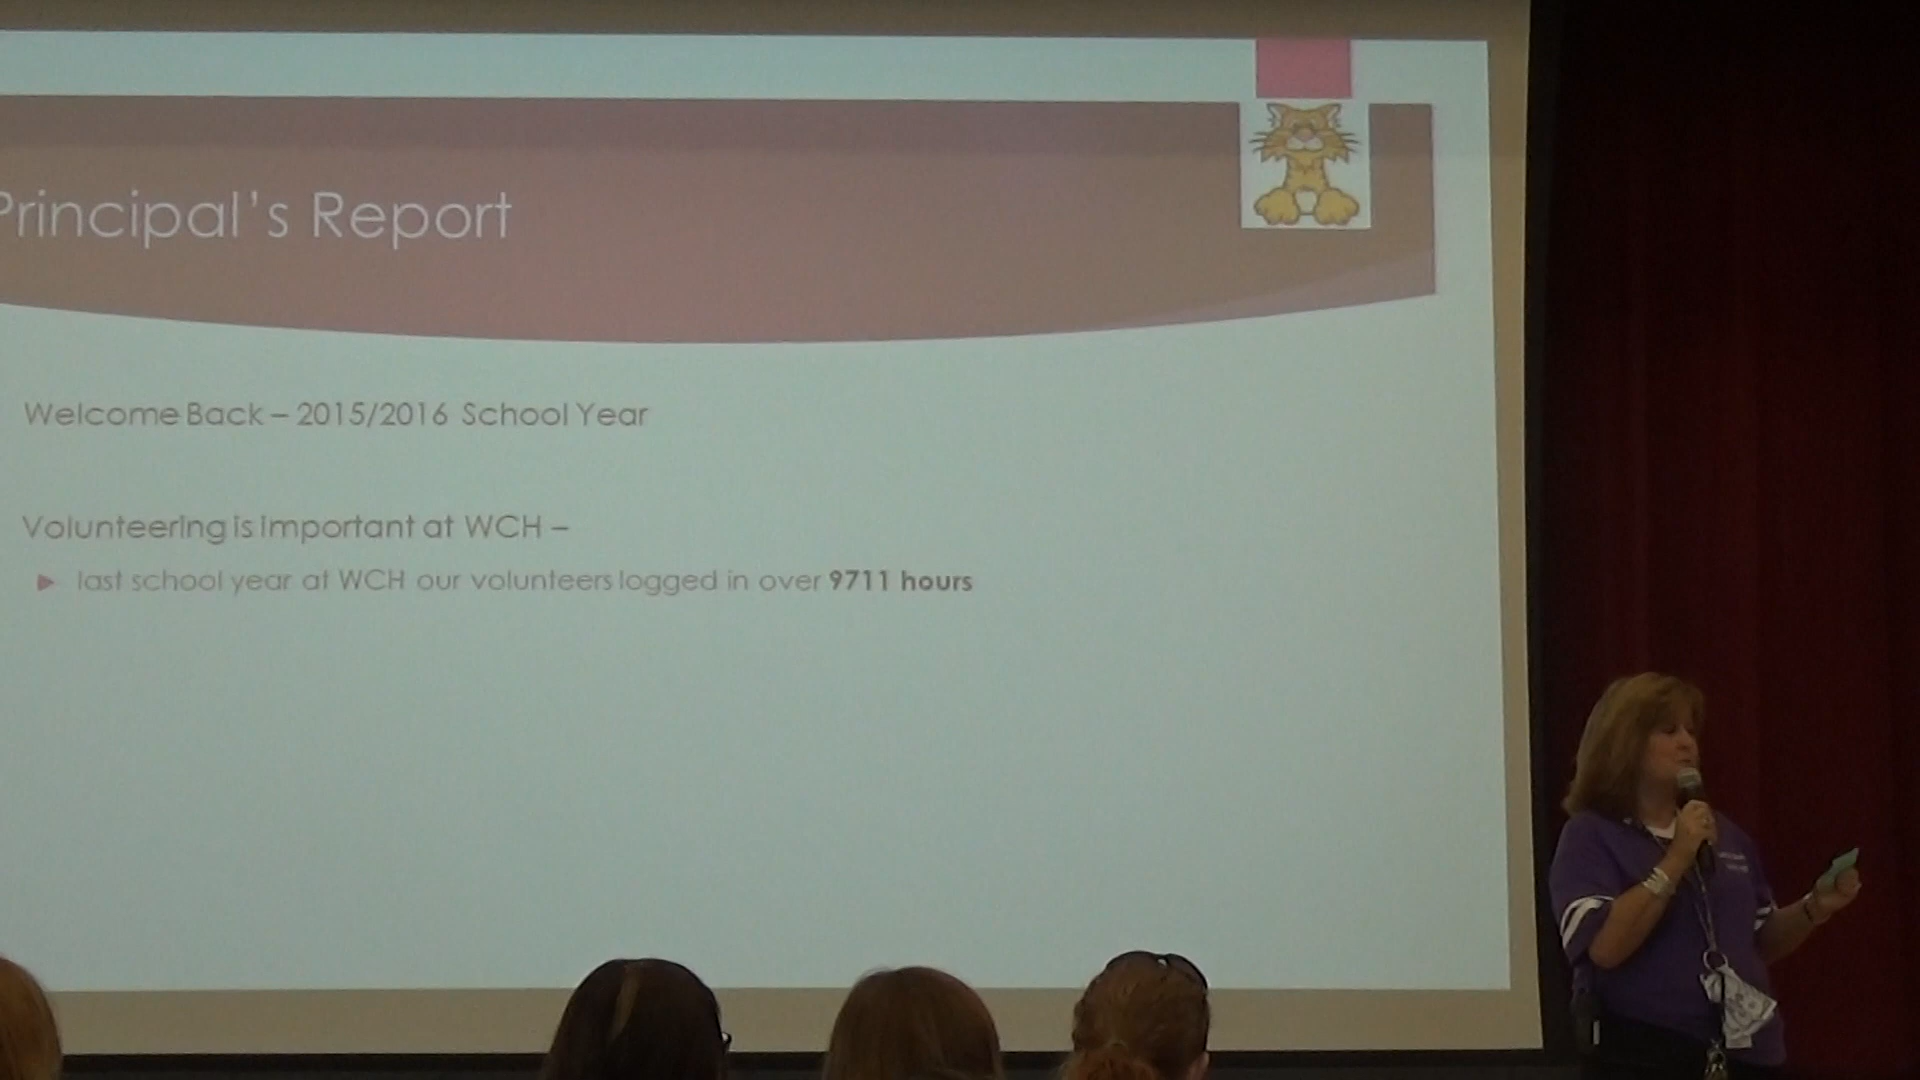 Principal's Report
Welcome Back – 2015/2016 School Year
Volunteering is important at WCH –
last school year at WCH our volunteers logged in over 9711 hours